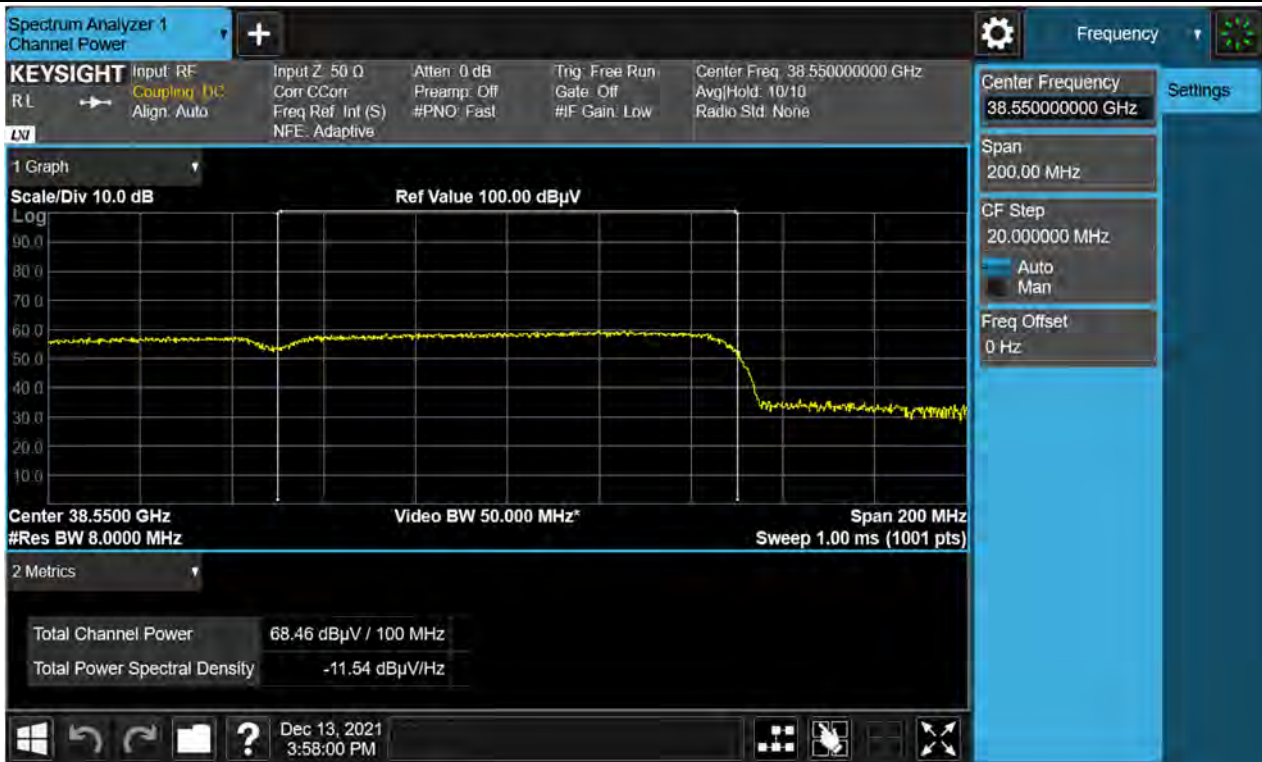 Spectrum Analyzer 1
Channel Power
+
Frequency
KEYSIGHT
RL
LXI
Input: RF
Coupling: DC
Align: Auto
Input Z: 50 Ω
Corr CCorr
Freq Ref: Int (S)
NFE: Adaptive
Atten: 0 dB
Preamp: Off
#PNO: Fast
Trig: Free Run
Gate: Off
#IF Gain: Low
Center Freq: 38.550000000 GHz
Avg|Hold: 10/10
Radio Std: None
Center Frequency
38.550000000 GHz
Settings
Span
200.00 MHz
CF Step
20.000000 MHz
Auto
Man
Freq Offset
0 Hz
1 Graph
Scale/Div 10.0 dB
Ref Value 100.00 dBµV
Log
90.0
80.0
70.0
60.0
50.0
40.0
30.0
20.0
10.0
Center 38.5500 GHz
Video BW 50.000 MHz*
Span 200 MHz
#Res BW 8.0000 MHz
Sweep 1.00 ms (1001 pts)
2 Metrics
Total Channel Power 68.46 dBµV / 100 MHz
Total Power Spectral Density -11.54 dBµV/Hz
?
Dec 13, 2021
3:58:00 PM